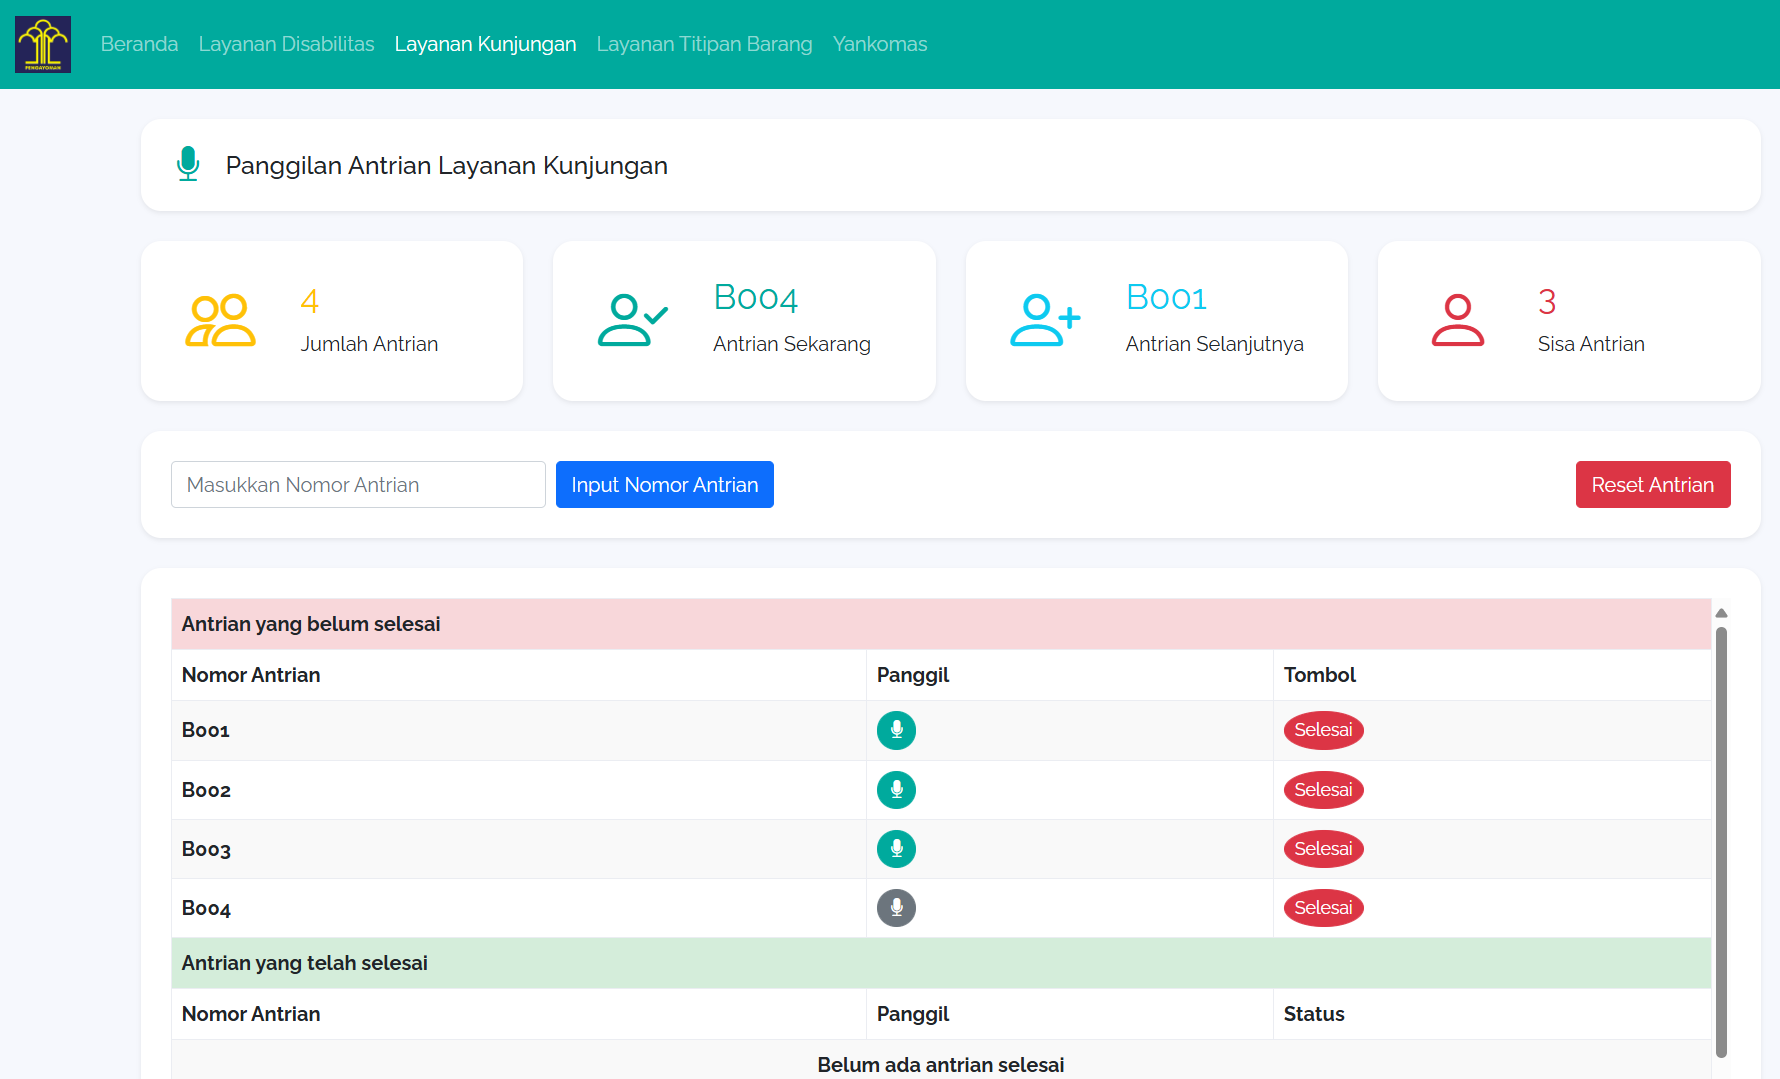 PENGAYOMAN
Beranda Layanan Disabilitas Layanan Kunjungan Layanan Titipan Barang Yankomas
Panggilan Antrian Layanan Kunjungan
4
Jumlah Antrian
B004
Antrian Sekarang
B001
Antrian Selanjutnya
3
Sisa Antrian
Masukkan Nomor Antrian Input Nomor Antrian Reset Antrian
Antrian yang belum selesai
Nomor Antrian Panggil Tombol
B001 Selesai
B002 Selesai
B003 Selesai
B004 Selesai
Antrian yang telah selesai
Nomor Antrian Panggil Status
Belum ada antrian selesai